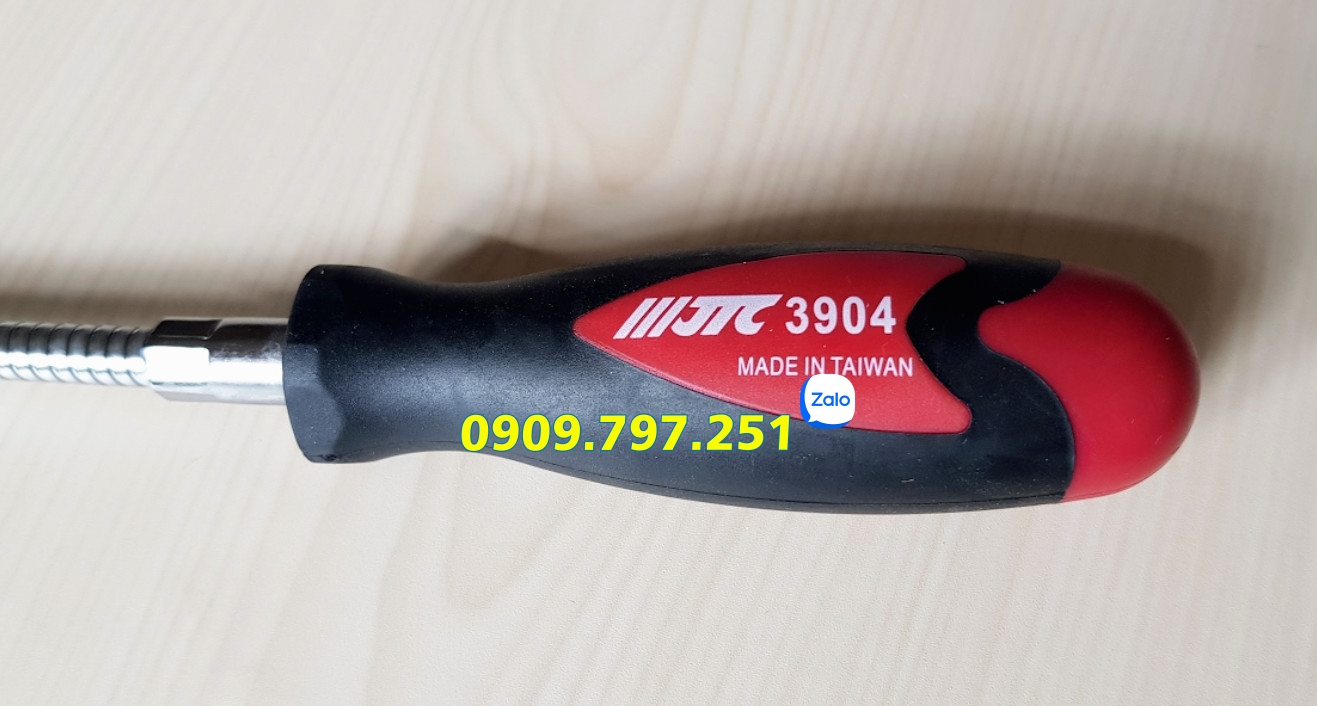 JTC 3904
MADE IN TAIWAN
Zalo
0909.797.251